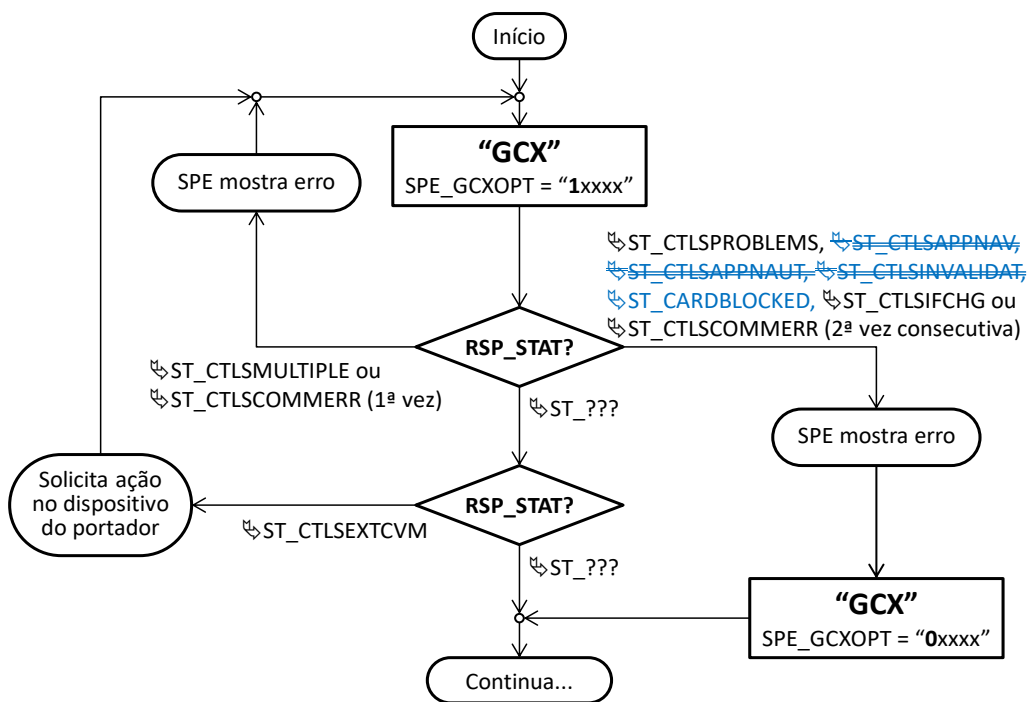 Início
“GCX”
SPE_GCXOPT = “1xxxx”
SPE mostra erro
ST_CTLSPROBLEMS, ST_CTLSAPPNAV,
ST_CTLSAPPNAUT, ST_CTLSINVALIDAT,
ST_CARDBLOCKED, ST_CTLSIFCHG ou
ST_CTLSCOMMERR (2ª vez consecutiva)
RSP_STAT?
ST_CTLSMULTIPLE ou
ST_CTLSCOMMERR (1ª vez)
ST_???
SPE mostra erro
Solicita ação
no dispositivo
do portador
RSP_STAT?
ST_CTLSEXTCVM
ST_???
“GCX”
SPE_GCXOPT = “0xxxx”
Continua...